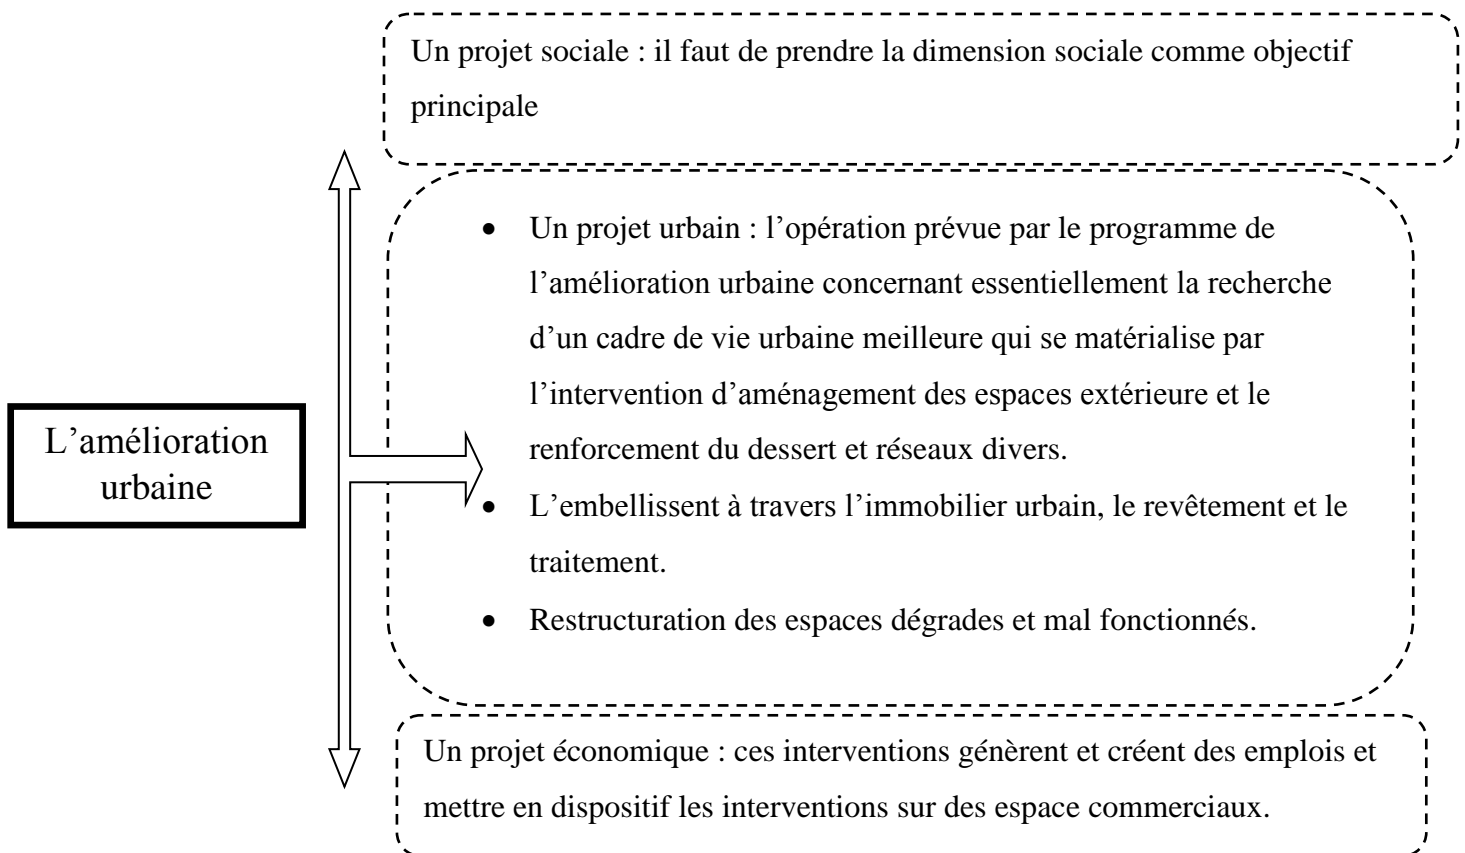 Un projet sociale : il faut de prendre la dimension sociale comme objectif
principale
• Un projet urbain : l’opération prévue par le programme de
l’amélioration urbaine concernant essentiellement la recherche
d’un cadre de vie urbaine meilleure qui se matérialise par
l’intervention d’aménagement des espaces extérieure et le
renforcement du dessert et réseaux divers.
L’amélioration
urbaine
• L’embellissent à travers l’immobilier urbain, le revêtement et le
traitement.
• Restructuration des espaces dégrades et mal fonctionnés.
Un projet économique : ces interventions génèrent et créent des emplois et
mettre en dispositif les interventions sur des espace commerciaux.